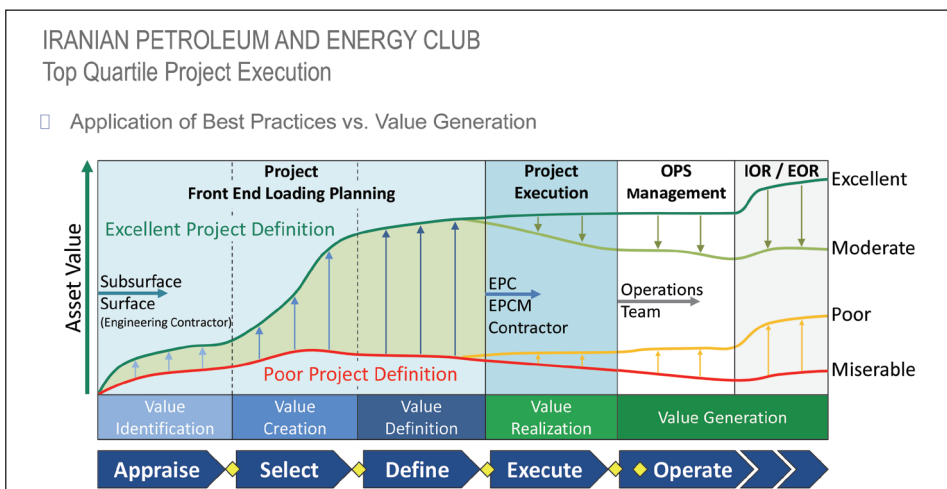 IRANIAN PETROLEUM AND ENERGY CLUB
Top Quartile Project Execution
Application of Best Practices vs. Value Generation
Project
Front End Loading Planning
Project
Execution
OPS
Management
IOR / EOR
Excellent
Excellent Project Definition
Moderate
Asset Value
Subsurface
Surface
(Engineering Contractor)
EPC
EPCM
Contractor
Operations
Team
Poor
Poor Project Definition
Miserable
Value
Identification
Value
Creation
Value
Definition
Value
Realization
Value Generation
Appraise
Select
Define
Execute
Operate